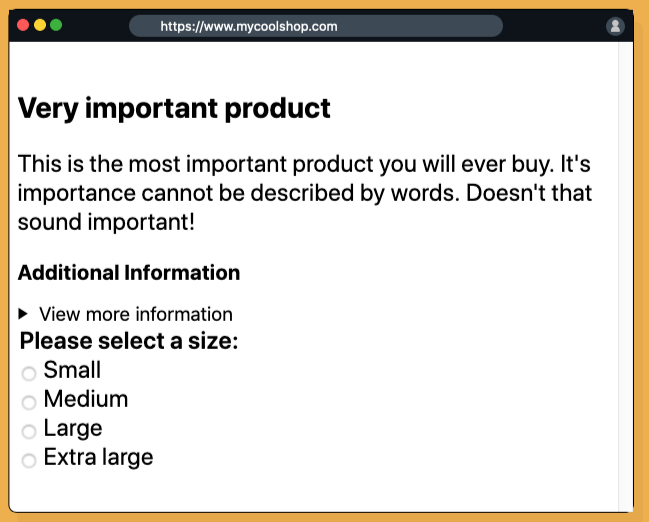 https://www.mycoolshop.com
Very important product
This is the most important product you will ever buy. It's
importance cannot be described by words. Doesn't that
sound important!
Additional Information
View more information
Please select a size:
Small
Medium
Large
Extra large